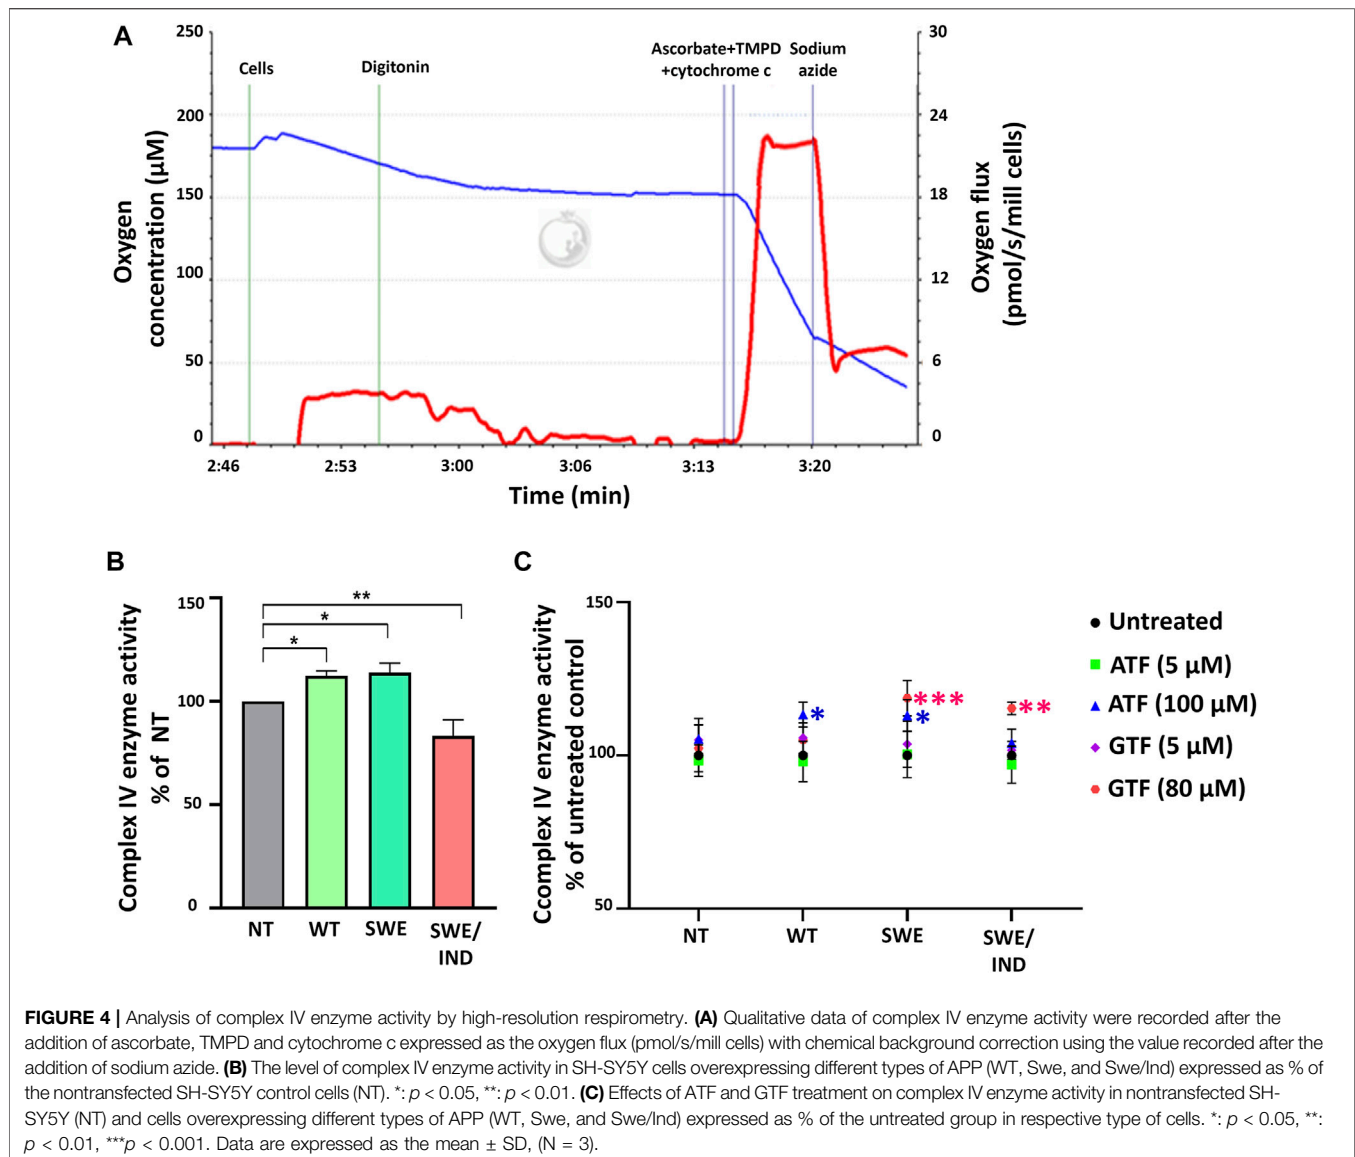 A
250
200
150
100
50
0
Oxygen
concentration (µM)
Cells
Digitonin
Ascorbate+TMPD
+cytochrome c
Sodium
azide
30
24
18
12
6
0
Oxygen flux
(pmol/s/mill cells)
2:46
2:53
3:00
3:06
3:13
3:20
Time (min)
B
Complex IV enzyme activity
% of NT
150
100
50
0
*
*
**
NT
WT
SWE
SWE/
IND
C
Ccomplex IV enzyme activity
% of untreated control
150
100
50
*
***
*
**
NT
WT
SWE
SWE/
IND
Untreated
ATF (5 µM)
ATF (100 µM)
GTF (5 µM)
GTF (80 µM)
FIGURE 4 | Analysis of complex IV enzyme activity by high-resolution respirometry. (A) Qualitative data of complex IV enzyme activity were recorded after the
addition of ascorbate, TMPD and cytochrome c expressed as the oxygen flux (pmol/s/mill cells) with chemical background correction using the value recorded after the
addition of sodium azide. (B) The level of complex IV enzyme activity in SH-SY5Y cells overexpressing different types of APP (WT, Swe, and Swe/Ind) expressed as % of
the nontransfected SH-SY5Y control cells (NT). *: p < 0.05, **: p < 0.01. (C) Effects of ATF and GTF treatment on complex IV enzyme activity in nontransfected SH-
SY5Y (NT) and cells overexpressing different types of APP (WT, Swe, and Swe/Ind) expressed as % of the untreated group in respective type of cells. *: p < 0.05, **:
p < 0.01, ***p < 0.001. Data are expressed as the mean ± SD, (N = 3).